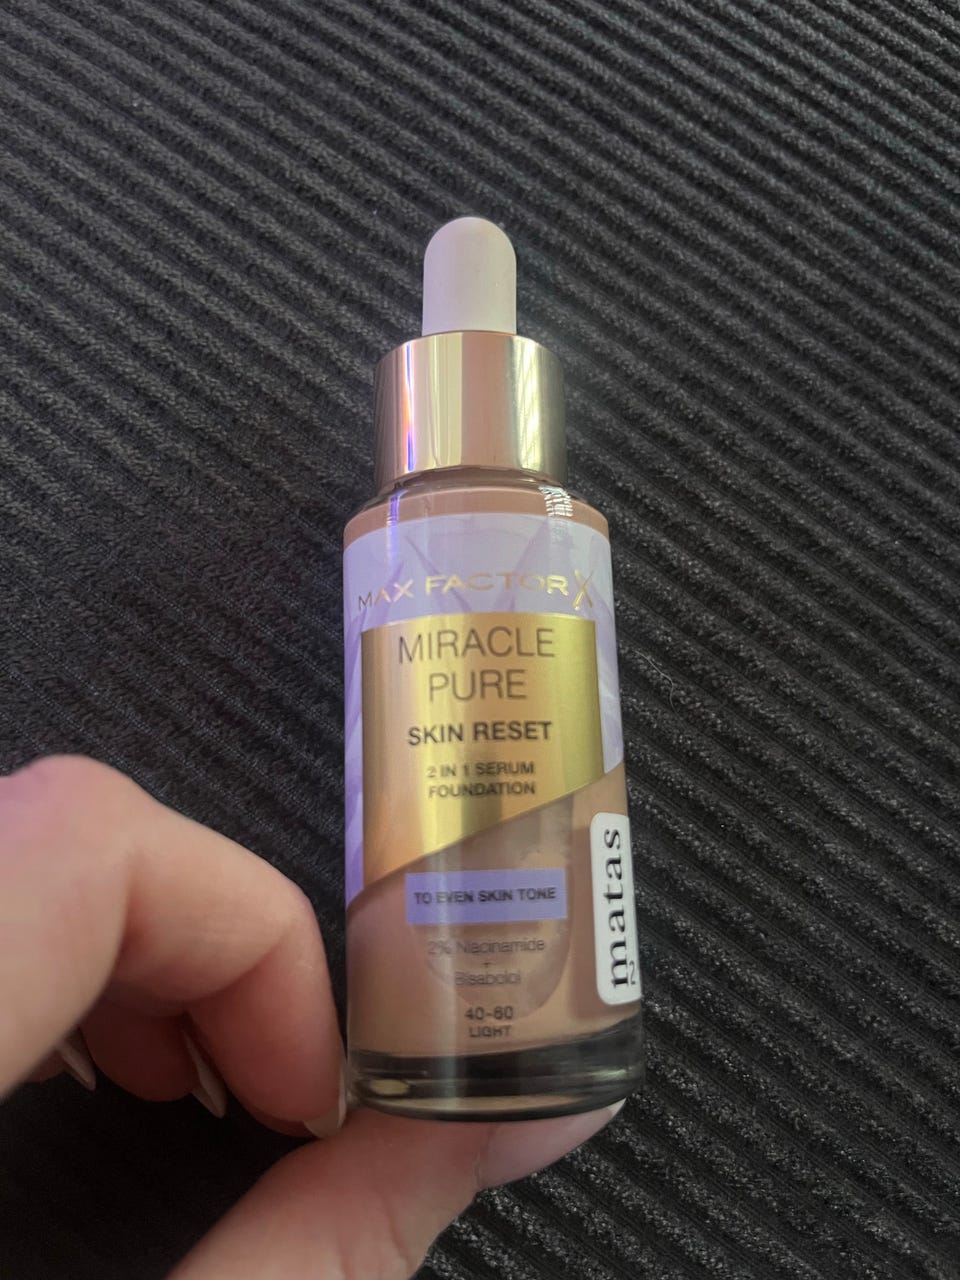 MAX FACTOR X
MIRACLE
PURE
SKIN RESET
2 IN 1 SERUM
FOUNDATION
TO EVEN SKIN TONE
2% Niacinamide
+
Bisabolol
40-60
LIGHT
matas
2